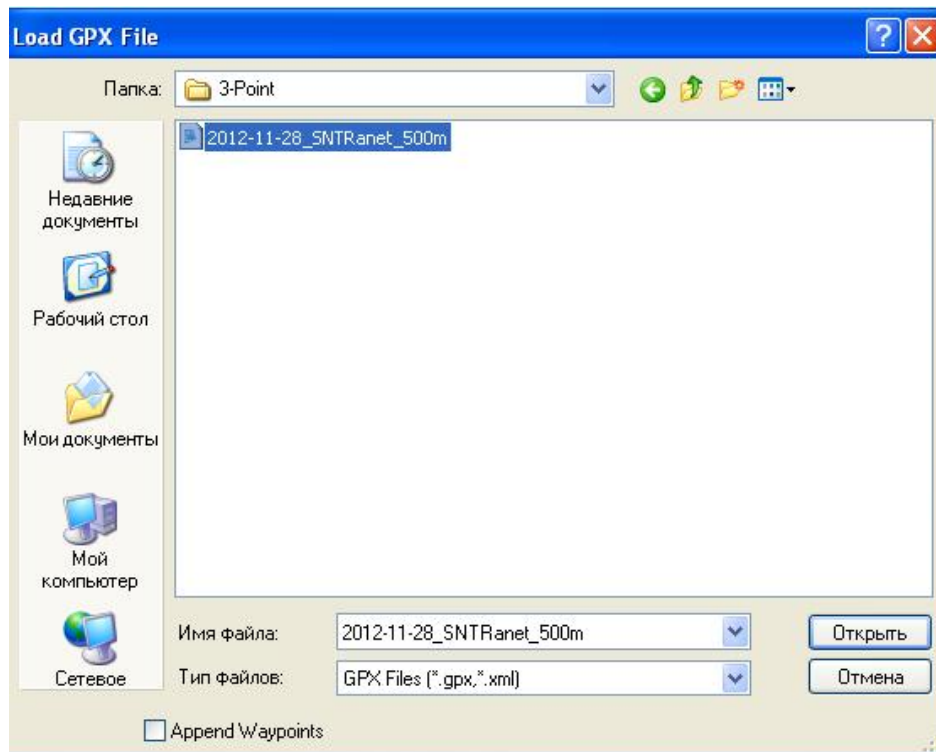 Load GPX File
Папка:
3-Point
2012-11-28_SNTRanet_500m
Недавние
документы
Рабочий стол
Мои документы
Мой
компьютер
Сетевое
Имя файла:
2012-11-28_SNTRanet_500m
Открыть
Тип файлов:
GPX Files (*.gpx,*.xml)
Отмена
Append Waypoints